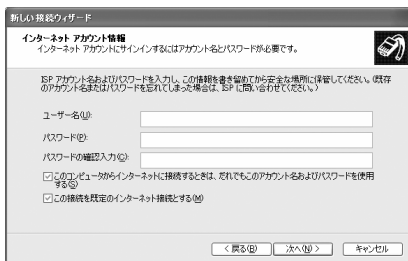 新しい接続ウィザード
インターネット アカウント情報
インターネット アカウントにサインインするにはアカウント名とパスワードが必要です。
ISP アカウント名およびパスワードを入力し、この情報を書き留めてから安全な場所に保管してください。(既存
のアカウント名またはパスワードを忘れてしまった場合は、ISP に問い合わせてください。)
ユーザー名(U):
パスワード(P):
パスワードの確認入力(C):
このコンピュータからインターネットに接続するときは、だれでもこのアカウント名およびパスワードを使用
する(S)
この接続を既定のインターネット接続とする(M)
< 戻る(B)
次へ(N) >
キャンセル